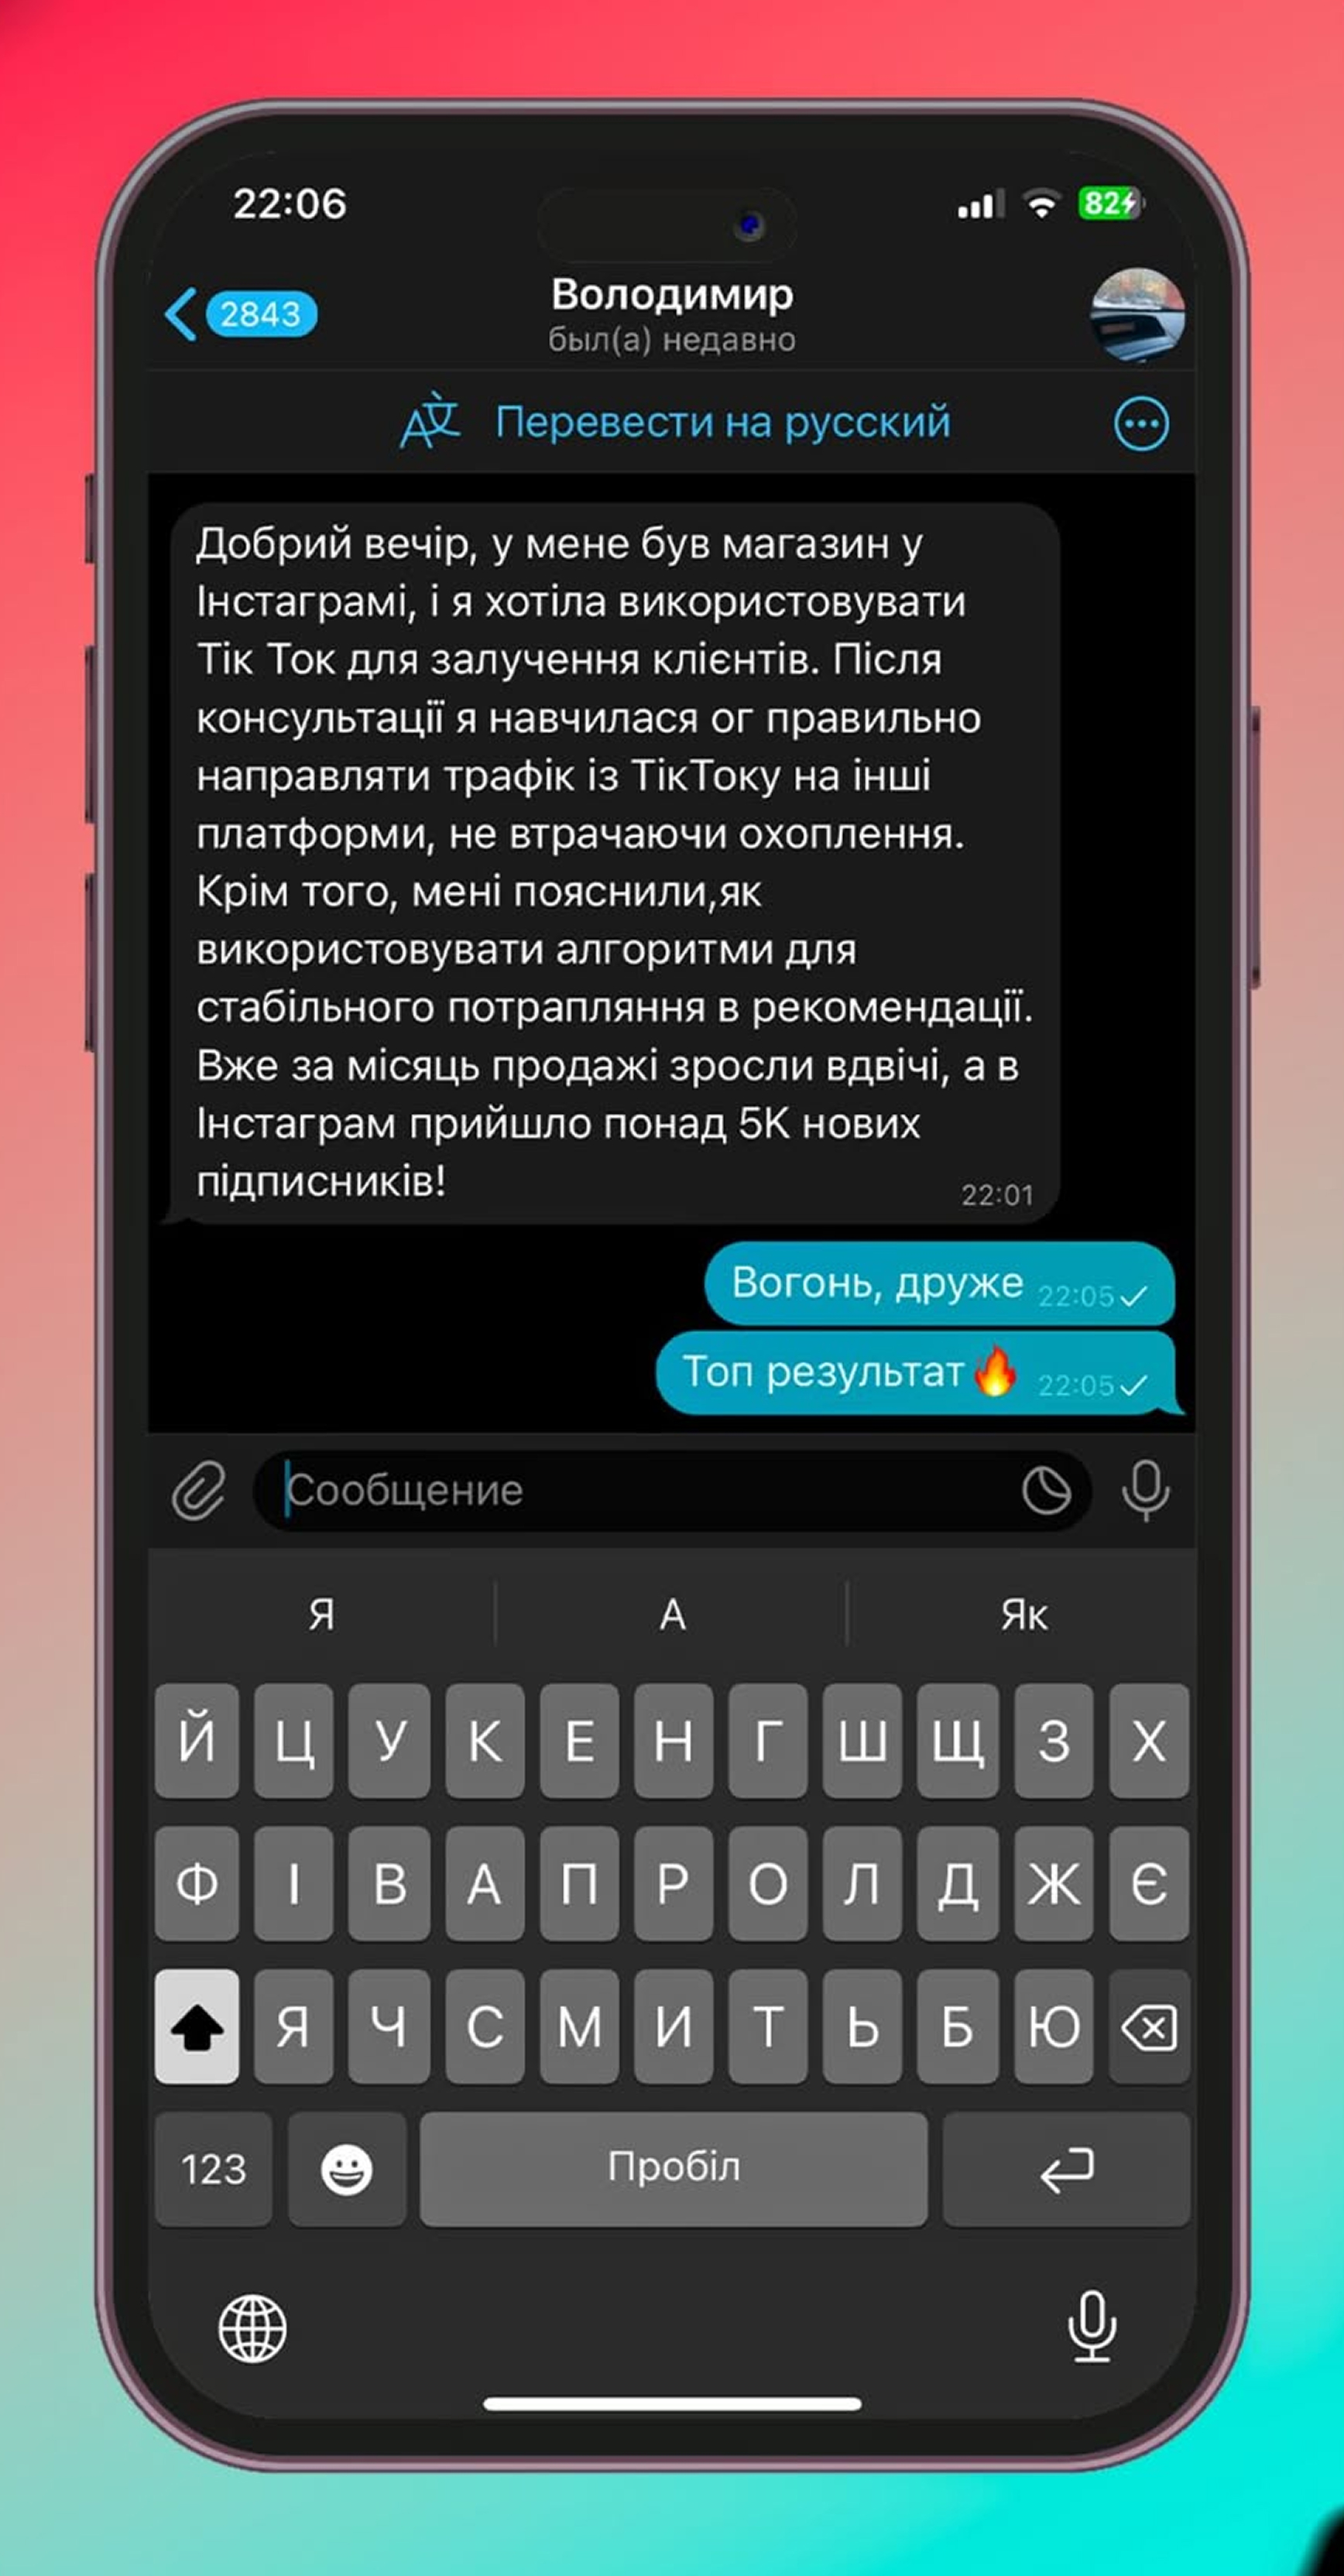 22:06
82
2843
Володимир
был(а) недавно
Перевести на русский
Добрий вечір, у мене був магазин у
Інстаграмі, і я хотіла використовувати
Тік Ток для залучення клієнтів. Після
консультації я навчилася ог правильно
направляти трафік із ТікТоку на інші
платформи, не втрачаючи охоплення.
Крім того, мені пояснили,як
використовувати алгоритми для
стабільного потрапляння в рекомендації.
Вже за місяць продажі зросли вдвічі, а в
Інстаграм прийшло понад 5К нових
підписників!
22:01
Вогонь, друже 22:05
Топ результат🔥 22:05
Сообщение
Я А Як
Й Ц У К Е Н Г Ш Щ З Х
Ф І В А П Р О Л Д Ж Є
Я Ч С М И Т Ь Б Ю
123 Пробіл